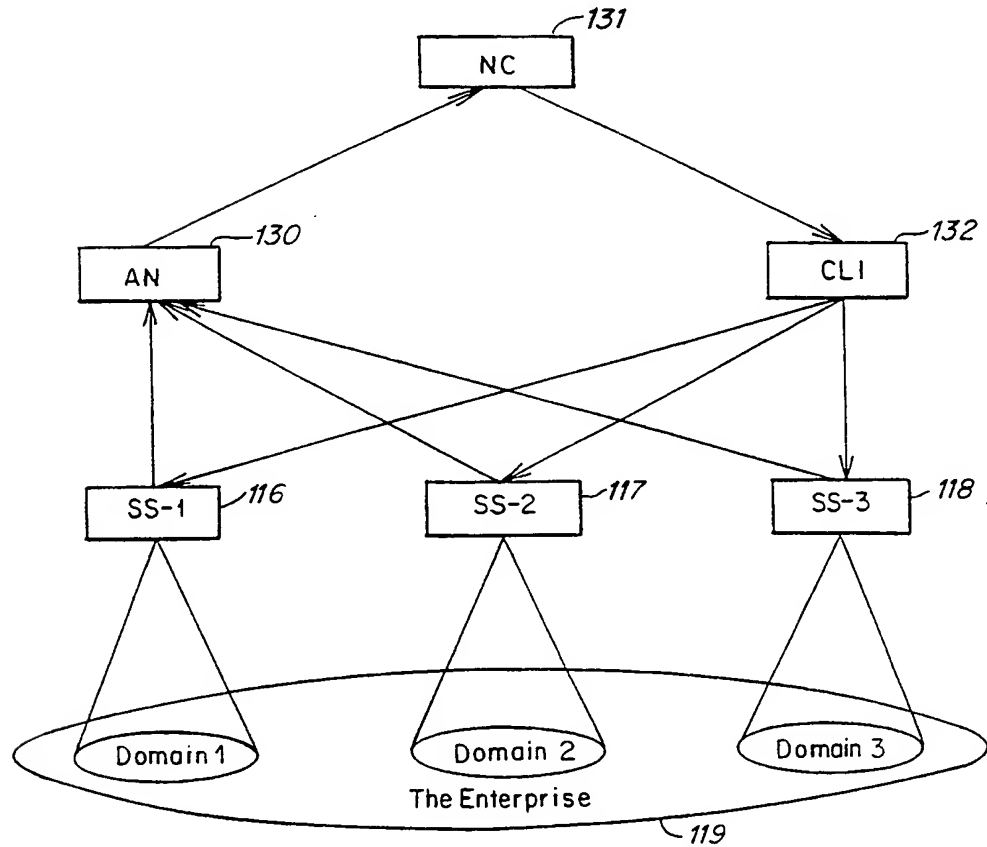 131
NC
130
AN
132
CLI
SS-1
116
SS-2
117
SS-3
118
Domain 1
Domain 2
Domain 3
The Enterprise
119